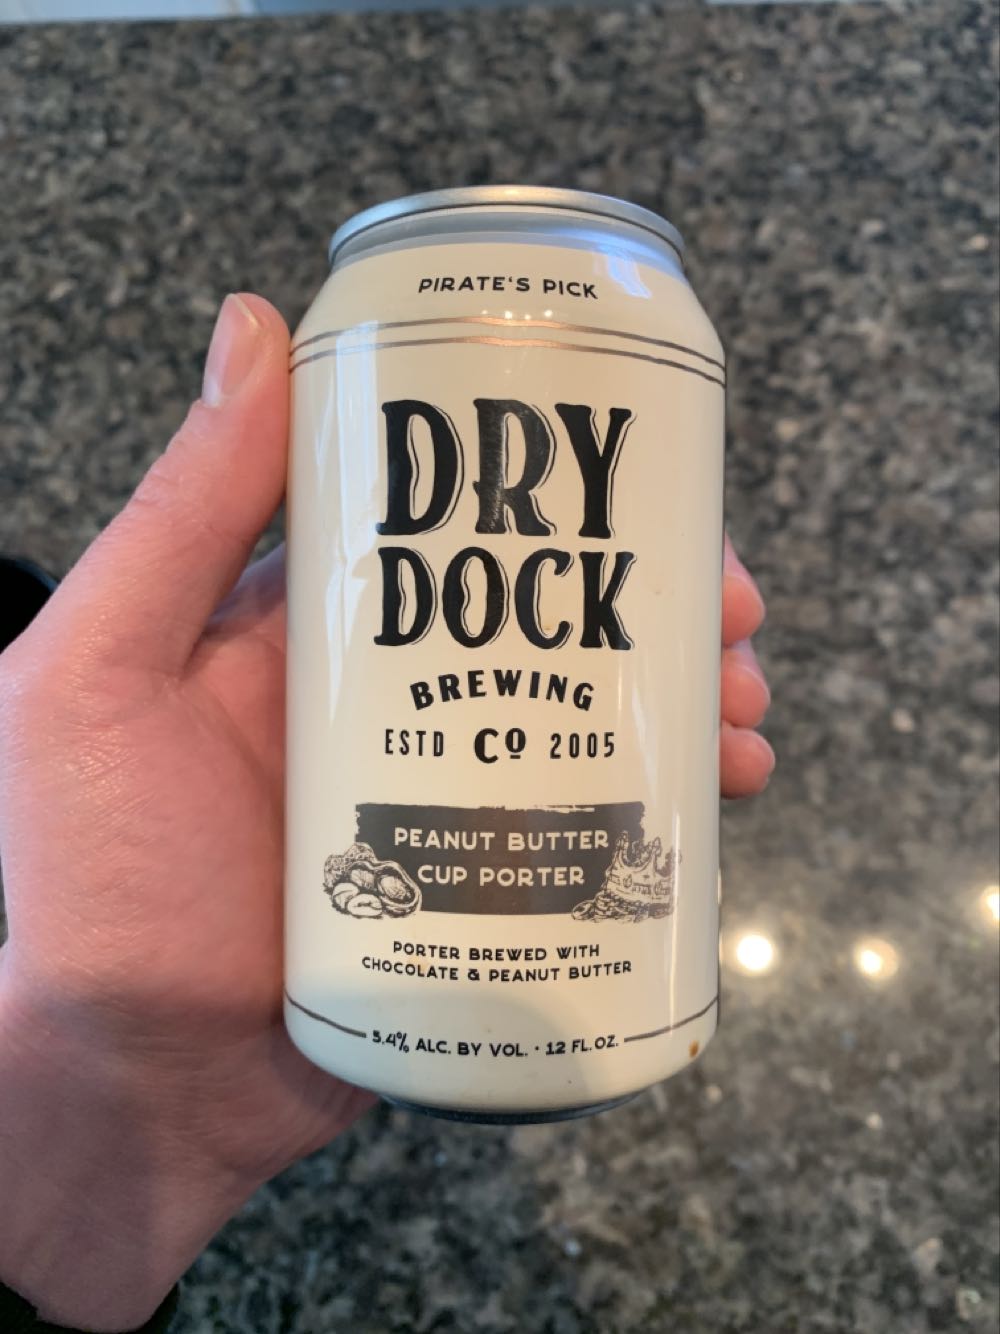 PIRATE'S PICK
DRY
DOCK
BREWING
ESTD Co 2005
PEANUT BUTTER
CUP PORTER
PORTER BREWED WITH
CHOCOLATE & PEANUT BUTTER
5.4% ALC. BY VOL. · 12 FL. OZ.